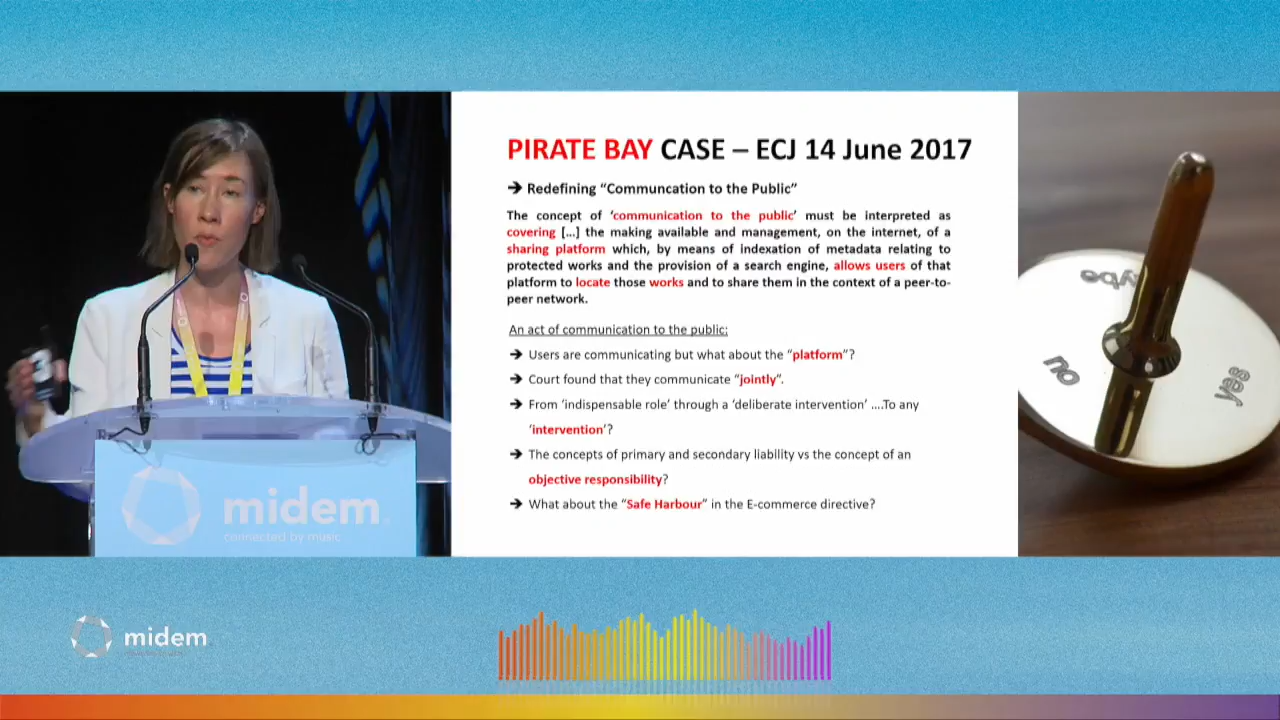 PIRATE BAY CASE – ECJ 14 June 2017
➔ Redefining “Communcation to the Public”
The concept of ‘communication to the public’ must be interpreted as
covering [...] the making available and management, on the internet, of a
sharing platform which, by means of indexation of metadata relating to
protected works and the provision of a search engine, allows users of that
platform to locate those works and to share them in the context of a peer-to-
peer network.
An act of communication to the public:
➔ Users are communicating but what about the “platform”?
➔ Court found that they communicate “jointly”.
➔ From ‘indispensable role’ through a ‘deliberate intervention’ ....To any
‘intervention’?
➔ The concepts of primary and secondary liability vs the concept of an
objective responsibility?
➔ What about the “Safe Harbour” in the E-commerce directive?
maybe
no
yes
midem
connected by music
midem